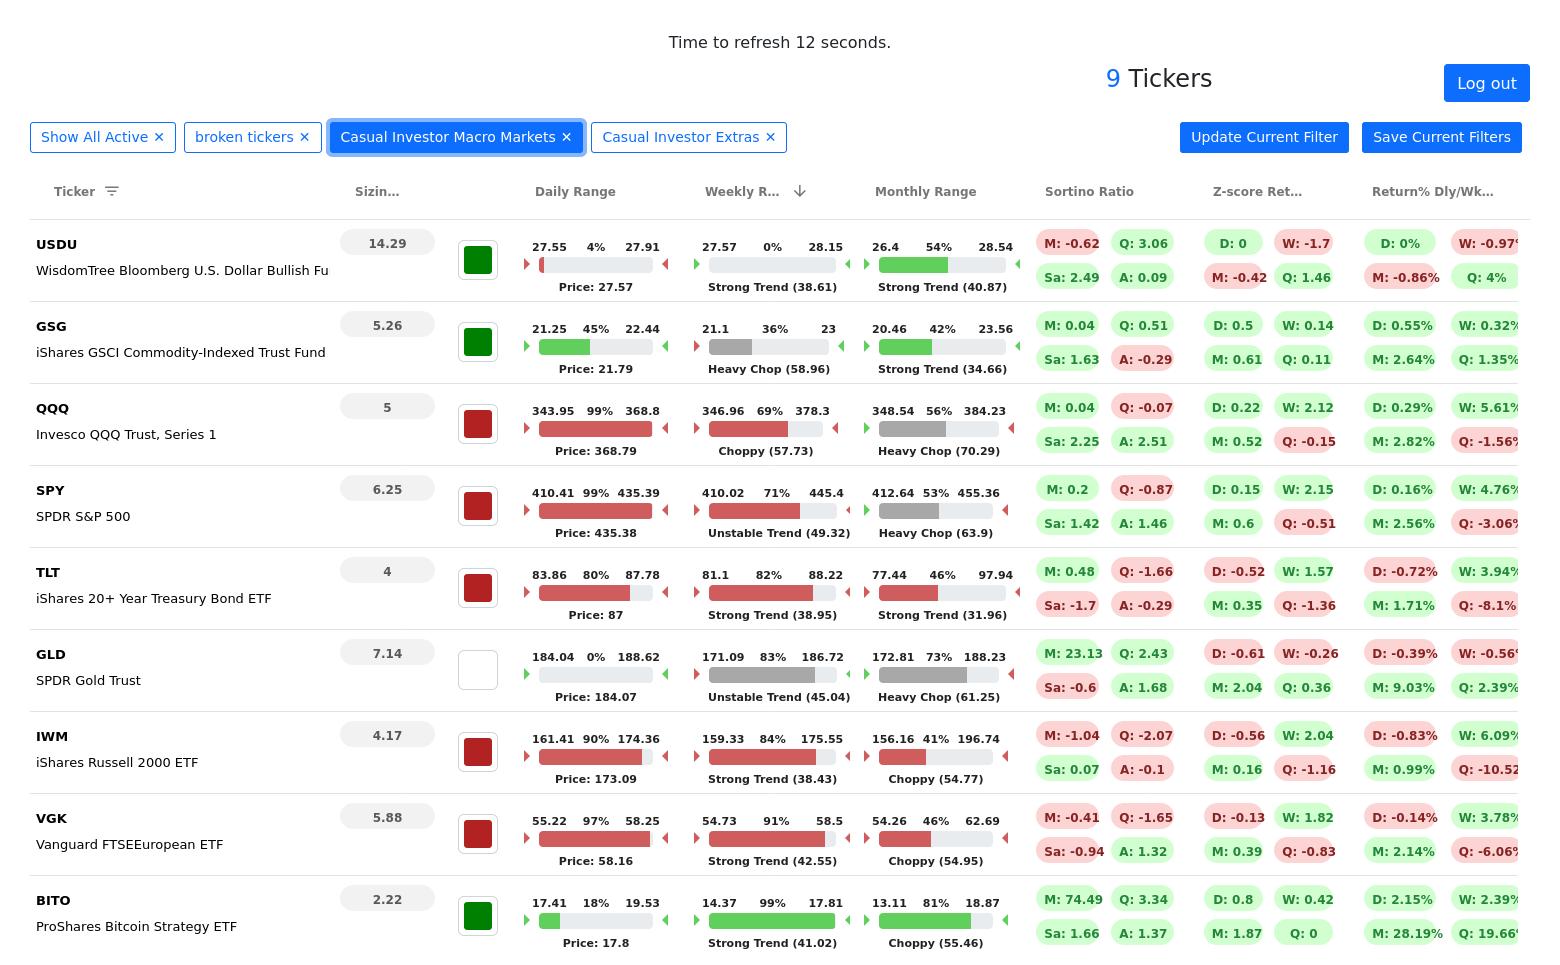 Time to refresh 12 seconds.
9 Tickers
Log out
Show All Active ✕ broken tickers ✕ Casual Investor Macro Markets ✕ Casual Investor Extras ✕ Update Current Filter Save Current Filters
Ticker Sizin... Daily Range Weekly R... Monthly Range Sortino Ratio Z-score Ret... Return% Dly/Wk...
USDU 14.29 27.55 4% 27.91 27.57 0% 28.15 26.4 54% 28.54 M: -0.62 Q: 3.06 D: 0 W: -1.7 D: 0% W: -0.97%
WisdomTree Bloomberg U.S. Dollar Bullish Fu Price: 27.57 Strong Trend (38.61) Strong Trend (40.87) Sa: 2.49 A: 0.09 M: -0.42 Q: 1.46 M: -0.86% Q: 4%
GSG 5.26 21.25 45% 22.44 21.1 36% 23 20.46 42% 23.56 M: 0.04 Q: 0.51 D: 0.5 W: 0.14 D: 0.55% W: 0.32%
iShares GSCI Commodity-Indexed Trust Fund Price: 21.79 Heavy Chop (58.96) Strong Trend (34.66) Sa: 1.63 A: -0.29 M: 0.61 Q: 0.11 M: 2.64% Q: 1.35%
QQQ 5 343.95 99% 368.8 346.96 69% 378.3 348.54 56% 384.23 M: 0.04 Q: -0.07 D: 0.22 W: 2.12 D: 0.29% W: 5.61%
Invesco QQQ Trust, Series 1 Price: 368.79 Choppy (57.73) Heavy Chop (70.29) Sa: 2.25 A: 2.51 M: 0.52 Q: -0.15 M: 2.82% Q: -1.56%
SPY 6.25 410.41 99% 435.39 410.02 71% 445.4 412.64 53% 455.36 M: 0.2 Q: -0.87 D: 0.15 W: 2.15 D: 0.16% W: 4.76%
SPDR S&P 500 Price: 435.38 Unstable Trend (49.32) Heavy Chop (63.9) Sa: 1.42 A: 1.46 M: 0.6 Q: -0.51 M: 2.56% Q: -3.06%
TLT 4 83.86 80% 87.78 81.1 82% 88.22 77.44 46% 97.94 M: 0.48 Q: -1.66 D: -0.52 W: 1.57 D: -0.72% W: 3.94%
iShares 20+ Year Treasury Bond ETF Price: 87 Strong Trend (38.95) Strong Trend (31.96) Sa: -1.7 A: -0.29 M: 0.35 Q: -1.36 M: 1.71% Q: -8.1%
GLD 7.14 184.04 0% 188.62 171.09 83% 186.72 172.81 73% 188.23 M: 23.13 Q: 2.43 D: -0.61 W: -0.26 D: -0.39% W: -0.56%
SPDR Gold Trust Price: 184.07 Unstable Trend (45.04) Heavy Chop (61.25) Sa: -0.6 A: 1.68 M: 2.04 Q: 0.36 M: 9.03% Q: 2.39%
IWM 4.17 161.41 90% 174.36 159.33 84% 175.55 156.16 41% 196.74 M: -1.04 Q: -2.07 D: -0.56 W: 2.04 D: -0.83% W: 6.09%
iShares Russell 2000 ETF Price: 173.09 Strong Trend (38.43) Choppy (54.77) Sa: 0.07 A: -0.1 M: 0.16 Q: -1.16 M: 0.99% Q: -10.52
VGK 5.88 55.22 97% 58.25 54.73 91% 58.5 54.26 46% 62.69 M: -0.41 Q: -1.65 D: -0.13 W: 1.82 D: -0.14% W: 3.78%
Vanguard FTSEEuropean ETF Price: 58.16 Strong Trend (42.55) Choppy (54.95) Sa: -0.94 A: 1.32 M: 0.39 Q: -0.83 M: 2.14% Q: -6.06%
BITO 2.22 17.41 18% 19.53 14.37 99% 17.81 13.11 81% 18.87 M: 74.49 Q: 3.34 D: 0.8 W: 0.42 D: 2.15% W: 2.39%
ProShares Bitcoin Strategy ETF Price: 17.8 Strong Trend (41.02) Choppy (55.46) Sa: 1.66 A: 1.37 M: 1.87 Q: 0 M: 28.19% Q: 19.66%